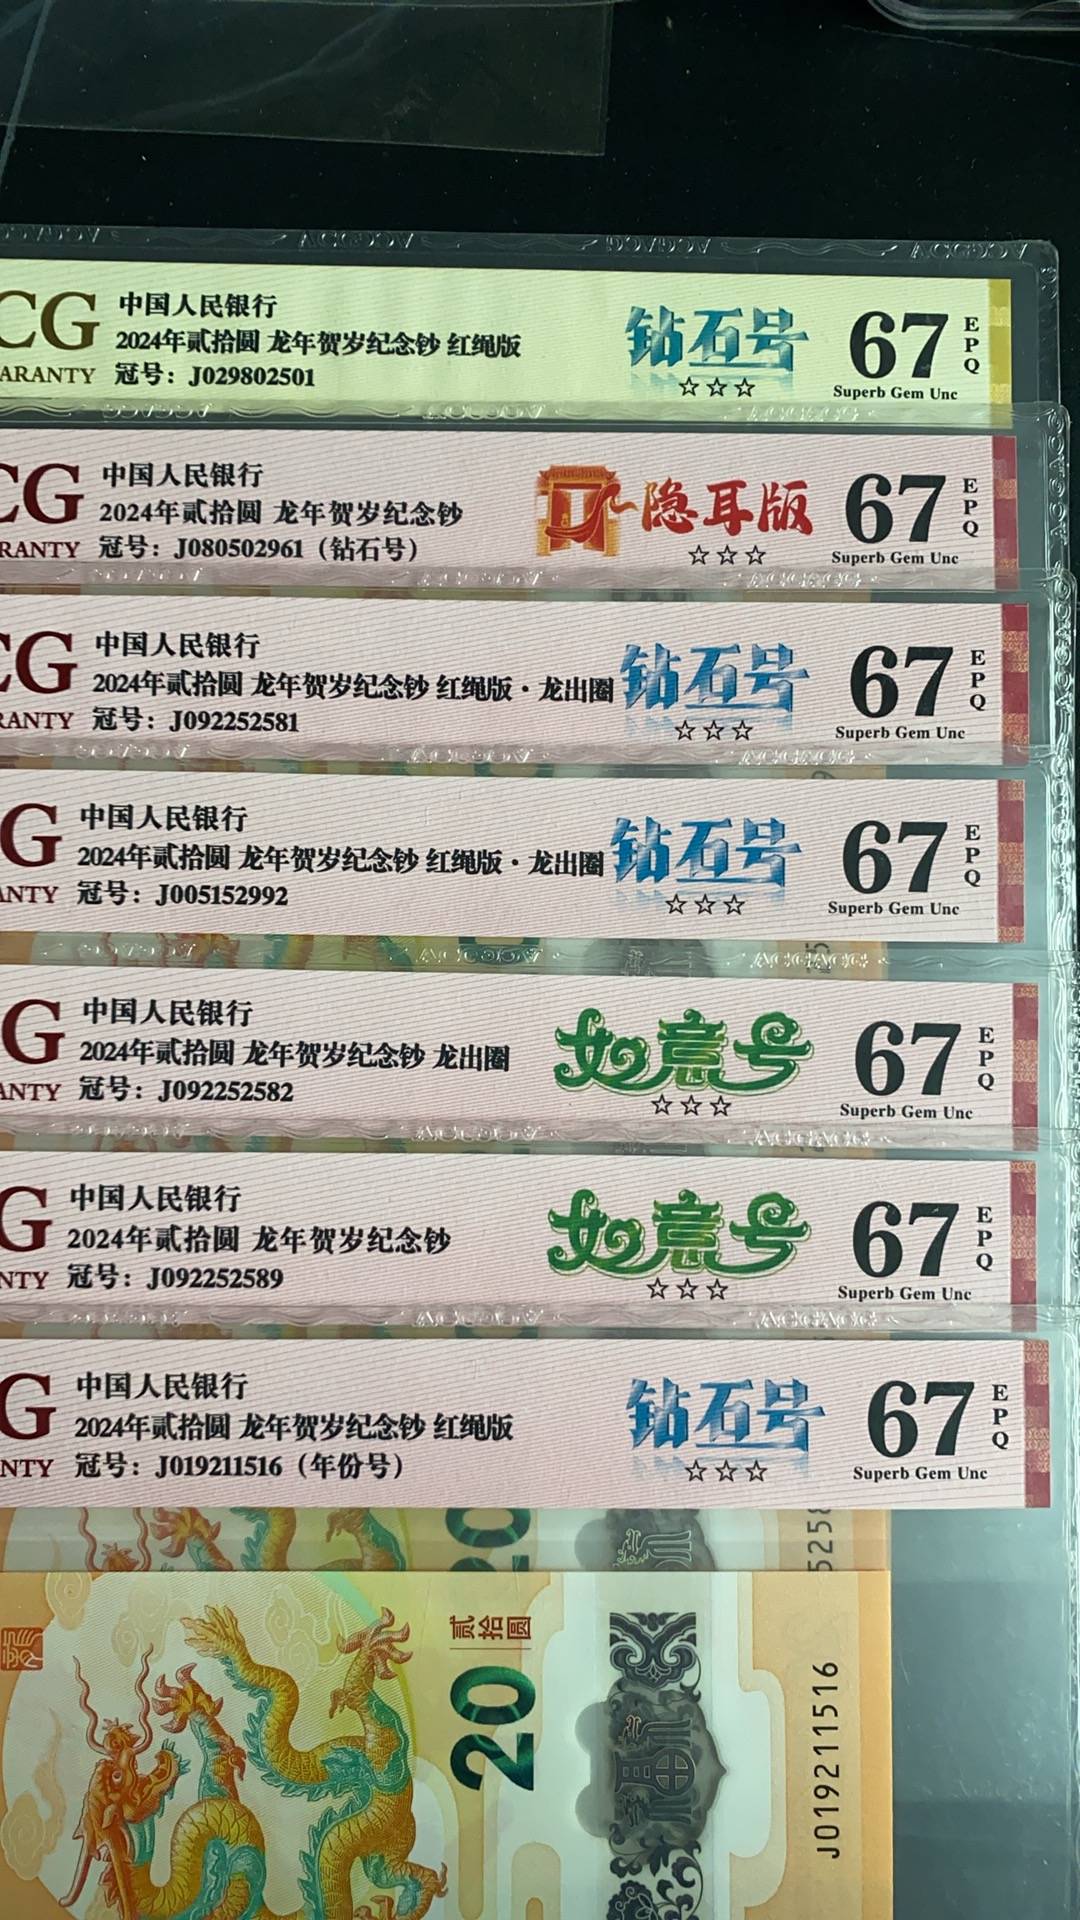 CG
ARANTY
中国人民银行
2024年贰拾圆 龙年贺岁纪念钞 红绳版
冠号：J029802501
钻石号
☆☆☆
67
EPQ
Superb Gem Unc
CG
RANTY
中国人民银行
2024年贰拾圆 龙年贺岁纪念钞
冠号：J080502961（钻石号）
隐耳版
☆☆☆
67
EPQ
Superb Gem Unc
CG
RANTY
中国人民银行
2024年贰拾圆 龙年贺岁纪念钞 红绳版·龙出圈
冠号：J092252581
钻石号
☆☆☆
67
EPQ
Superb Gem Unc
G
ANTY
中国人民银行
2024年贰拾圆 龙年贺岁纪念钞 红绳版·龙出圈
冠号：J005152992
钻石号
☆☆☆
67
EPQ
Superb Gem Unc
G
ANTY
中国人民银行
2024年贰拾圆 龙年贺岁纪念钞 龙出圈
冠号：J092252582
如意号
☆☆☆
67
EPQ
Superb Gem Unc
G
NTY
中国人民银行
2024年贰拾圆 龙年贺岁纪念钞
冠号：J092252589
如意号
☆☆☆
67
EPQ
Superb Gem Unc
G
NTY
中国人民银行
2024年贰拾圆 龙年贺岁纪念钞 红绳版
冠号：J019211516（年份号）
钻石号
☆☆☆
67
EPQ
Superb Gem Unc
20
5258
贰拾圆
20
福
J019211516